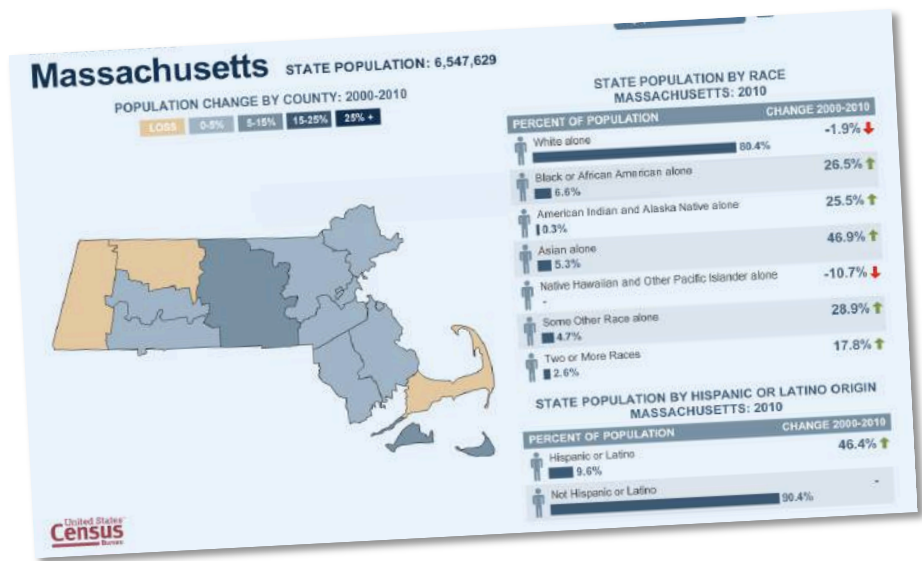 Massachusetts STATE POPULATION: 6,547,629
POPULATION CHANGE BY COUNTY: 2000-2010
LOSS 0-5% 5-15% 15-25% 25% +
STATE POPULATION BY RACE
MASSACHUSETTS: 2010
PERCENT OF POPULATION CHANGE 2000-2010
White alone
80.4% -1.9%
Black or African American alone
6.6% 26.5%
American Indian and Alaska Native alone
0.3% 25.5%
Asian alone
5.3% 46.9%
Native Hawaiian and Other Pacific Islander alone
- -10.7%
Some Other Race alone
4.7% 28.9%
Two or More Races
2.6% 17.8%
STATE POPULATION BY HISPANIC OR LATINO ORIGIN
MASSACHUSETTS: 2010
PERCENT OF POPULATION CHANGE 2000-2010
Hispanic or Latino
9.6% 46.4%
Not Hispanic or Latino
90.4% -
United States
Census
Bureau